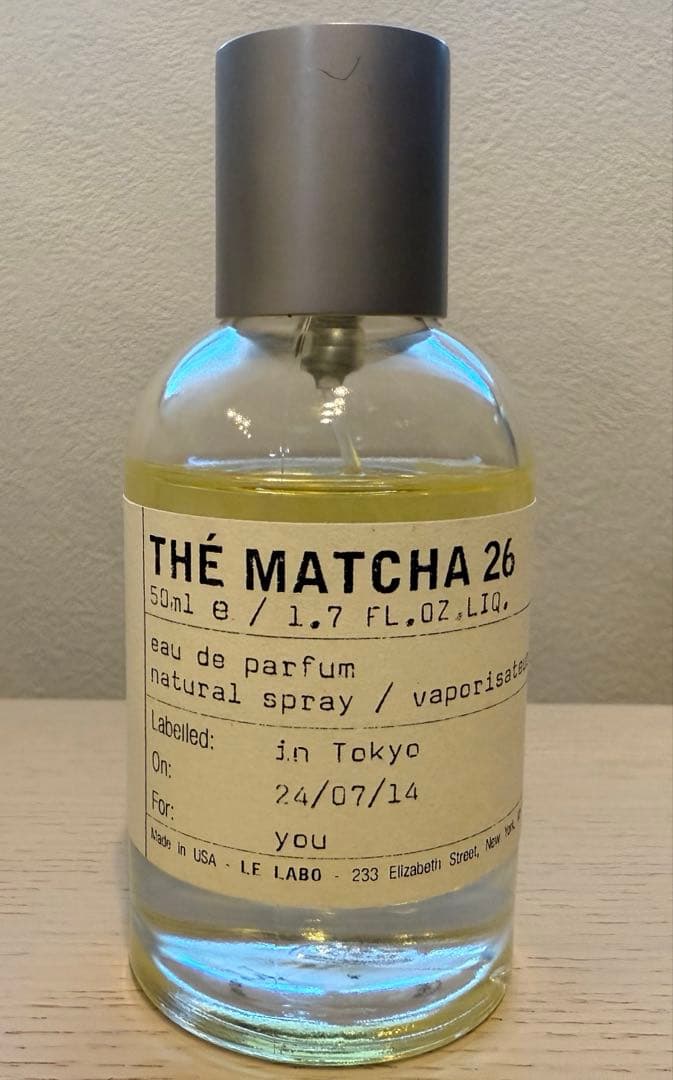 THÉ MATCHA 26
50ml e / 1.7 FL.OZ.LIQ.
eau de parfum
natural spray /
Labelled: in Tokyo
On: 24/07/14
For: you
Made in USA - LE LABO - 233 Elizabeth Street, New York,